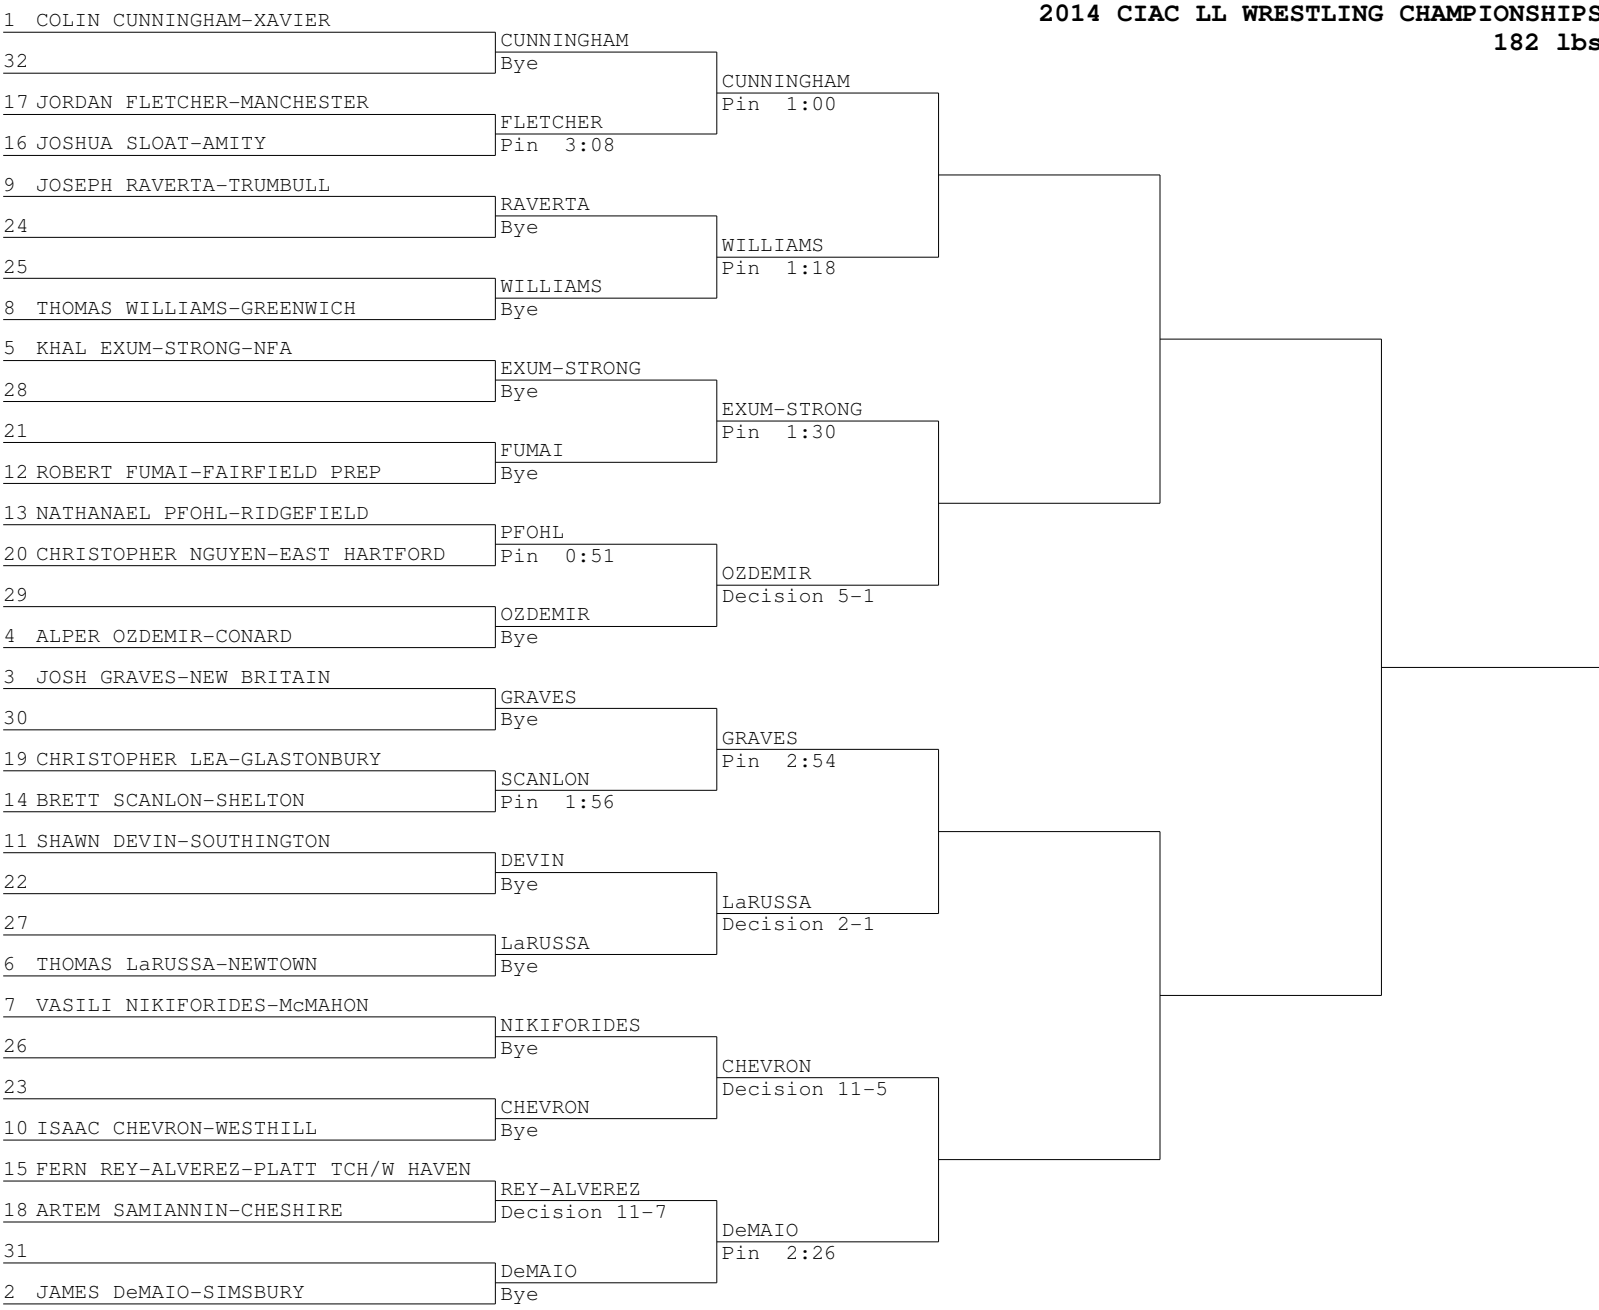 2014 CIAC LL WRESTLING CHAMPIONSHIPS
182 lbs
1 COLIN CUNNINGHAM-XAVIER
32
17 JORDAN FLETCHER-MANCHESTER
16 JOSHUA SLOAT-AMITY
9 JOSEPH RAVERTA-TRUMBULL
24
25
8 THOMAS WILLIAMS-GREENWICH
5 KHAL EXUM-STRONG-NFA
28
21
12 ROBERT FUMAI-FAIRFIELD PREP
13 NATHANAEL PFOHL-RIDGEFIELD
20 CHRISTOPHER NGUYEN-EAST HARTFORD
29
4 ALPER OZDEMIR-CONARD
3 JOSH GRAVES-NEW BRITAIN
30
19 CHRISTOPHER LEA-GLASTONBURY
14 BRETT SCANLON-SHELTON
11 SHAWN DEVIN-SOUTHINGTON
22
27
6 THOMAS LaRUSSA-NEWTOWN
7 VASILI NIKIFORIDES-McMAHON
26
23
10 ISAAC CHEVRON-WESTHILL
15 FERN REY-ALVEREZ-PLATT TCH/W HAVEN
18 ARTEM SAMIANNIN-CHESHIRE
31
2 JAMES DeMAIO-SIMSBURY
CUNNINGHAM
Bye
FLETCHER
Pin 3:08
RAVERTA
Bye
WILLIAMS
Bye
EXUM-STRONG
Bye
FUMAI
Bye
PFOHL
Pin 0:51
OZDEMIR
Bye
GRAVES
Bye
SCANLON
Pin 1:56
DEVIN
Bye
LaRUSSA
Bye
NIKIFORIDES
Bye
CHEVRON
Bye
REY-ALVEREZ
Decision 11-7
DeMAIO
Bye
CUNNINGHAM
Pin 1:00
WILLIAMS
Pin 1:18
EXUM-STRONG
Pin 1:30
OZDEMIR
Decision 5-1
GRAVES
Pin 2:54
LaRUSSA
Decision 2-1
CHEVRON
Decision 11-5
DeMAIO
Pin 2:26